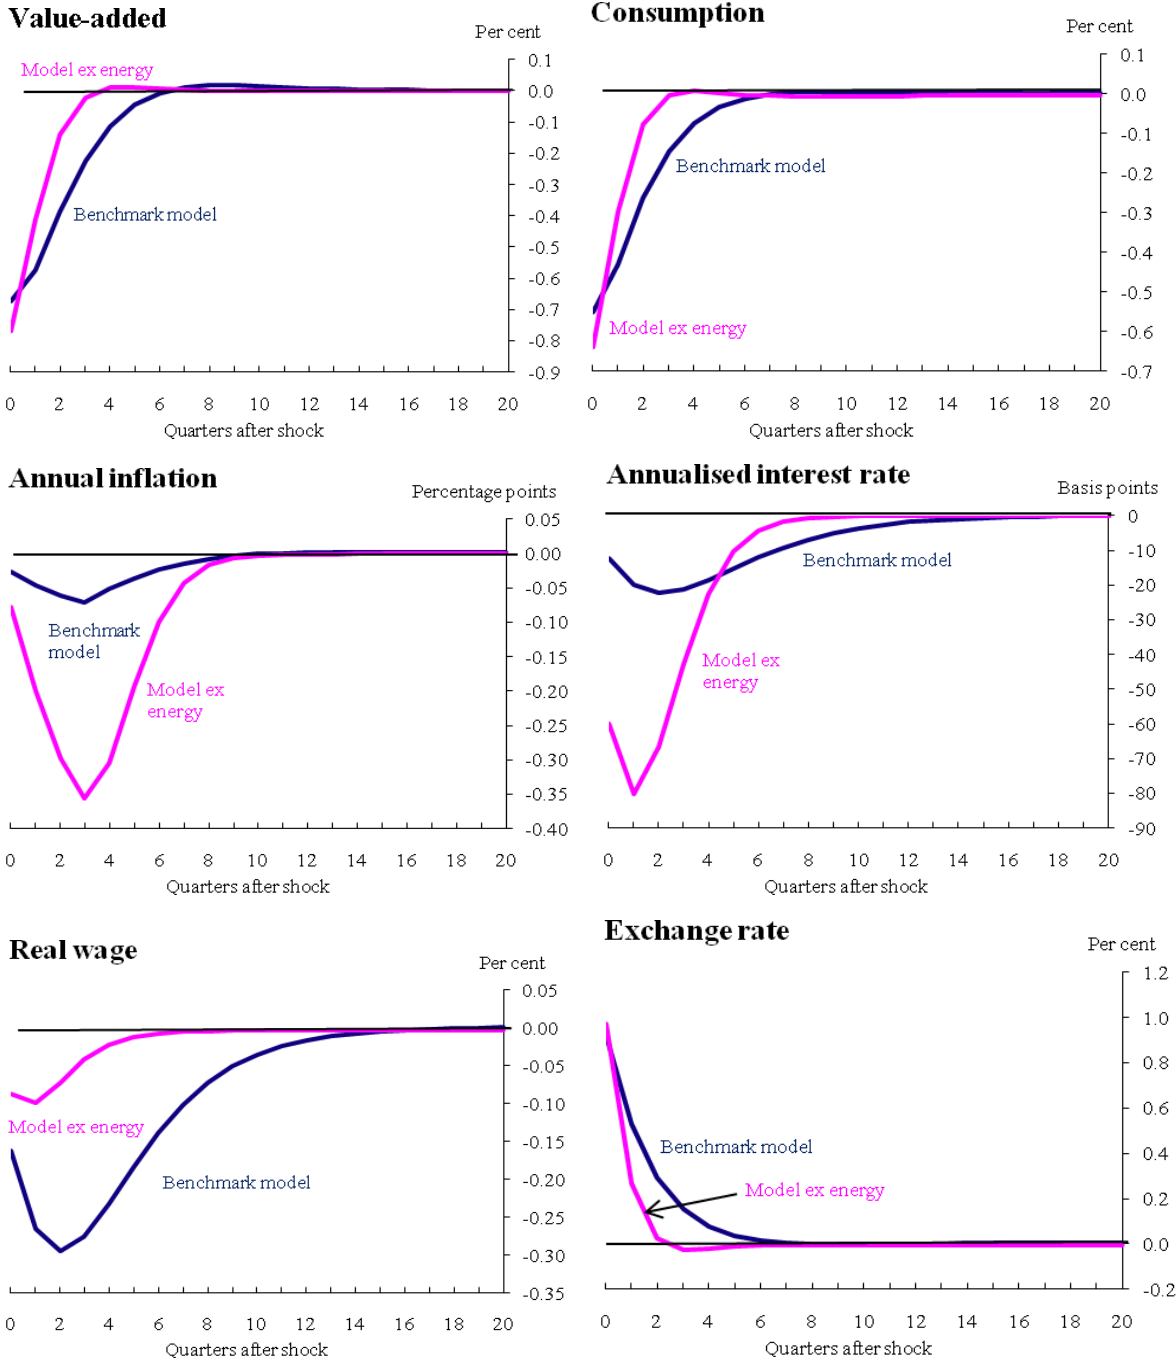 Value-added
Per cent
Model ex energy
Benchmark model
0.1
0.0
-0.1
-0.2
-0.3
-0.4
-0.5
-0.6
-0.7
-0.8
-0.9
0 2 4 6 8 10 12 14 16 18 20
Quarters after shock
Consumption
Per cent
Benchmark model
Model ex energy
0.1
0.0
-0.1
-0.2
-0.3
-0.4
-0.5
-0.6
-0.7
0 2 4 6 8 10 12 14 16 18 20
Quarters after shock
Annual inflation
Percentage points
Benchmark
model
Model ex
energy
0.05
0.00
-0.05
-0.10
-0.15
-0.20
-0.25
-0.30
-0.35
-0.40
0 2 4 6 8 10 12 14 16 18 20
Quarters after shock
Annualised interest rate
Basis points
Benchmark model
Model ex
energy
0
-10
-20
-30
-40
-50
-60
-70
-80
-90
0 2 4 6 8 10 12 14 16 18 20
Quarters after shock
Real wage
Per cent
Model ex energy
Benchmark model
0.05
0.00
-0.05
-0.10
-0.15
-0.20
-0.25
-0.30
-0.35
0 2 4 6 8 10 12 14 16 18 20
Quarters after shock
Exchange rate
Per cent
Benchmark model
Model ex energy
1.2
1.0
0.8
0.6
0.4
0.2
0.0
-0.2
0 2 4 6 8 10 12 14 16 18 20
Quarters after shock